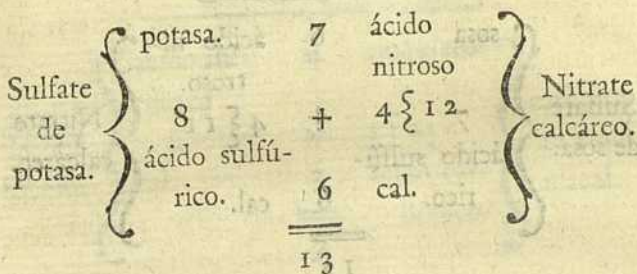 potasa. 7 ácido
nitroso
Sulfate Nitrate
de 8 + 4 { 12 calcáreo.
potasa. ácido sulfú-
rico. 6 cal.
13